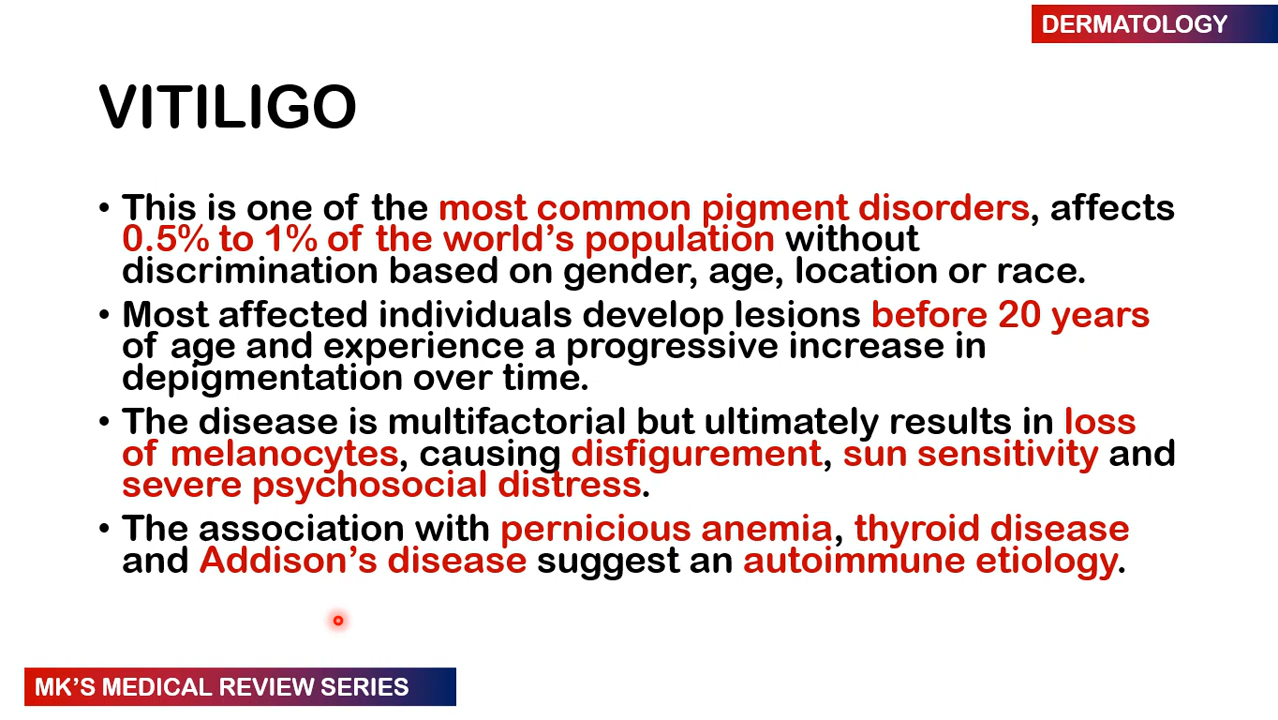 DERMATOLOGY
VITILIGO
• This is one of the most common pigment disorders, affects
0.5% to 1% of the world’s population without
discrimination based on gender, age, location or race.
• Most affected individuals develop lesions before 20 years
of age and experience a progressive increase in
depigmentation over time.
• The disease is multifactorial but ultimately results in loss
of melanocytes, causing disfigurement, sun sensitivity and
severe psychosocial distress.
• The association with pernicious anemia, thyroid disease
and Addison’s disease suggest an autoimmune etiology.
MK’S MEDICAL REVIEW SERIES